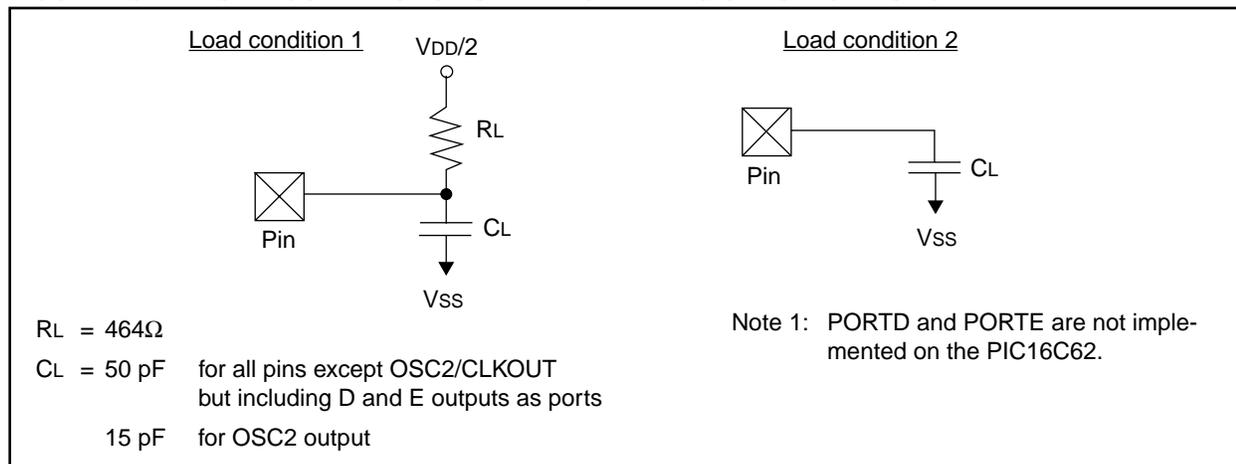 Load condition 1
VDD/2
RL
Pin
CL
VSS
Load condition 2
Pin
CL
VSS
RL = 464Ω
CL = 50 pF for all pins except OSC2/CLKOUT
but including D and E outputs as ports
15 pF for OSC2 output
Note 1: PORTD and PORTE are not imple-
mented on the PIC16C62.